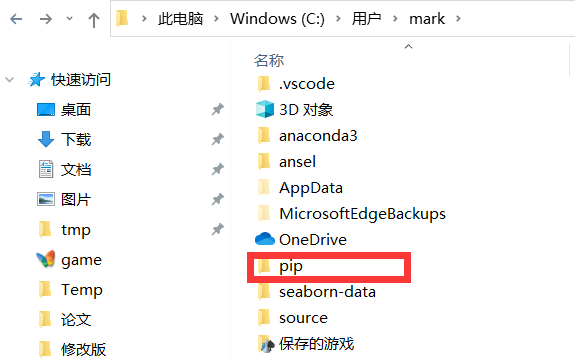 此电脑 > Windows (C:) > 用户 > mark >
快速访问
桌面
下载
文档
图片
tmp
game
Temp
论文
修改版
名称
.vscode
3D 对象
anaconda3
ansel
AppData
MicrosoftEdgeBackups
OneDrive
pip
seaborn-data
source
保存的游戏